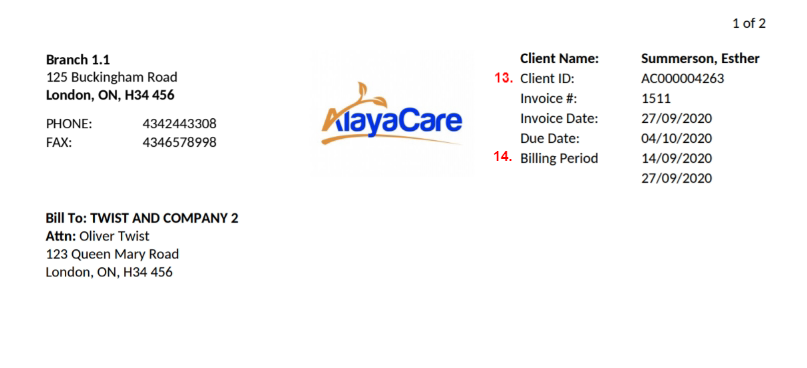 1 of 2
Branch 1.1
125 Buckingham Road
London, ON, H34 456
PHONE: 4342443308
FAX: 4346578998
AlayaCare
Client Name: Summerson, Esther
13. Client ID: AC000004263
Invoice #: 1511
Invoice Date: 27/09/2020
Due Date: 04/10/2020
14. Billing Period 14/09/2020
27/09/2020
Bill To: TWIST AND COMPANY 2
Attn: Oliver Twist
123 Queen Mary Road
London, ON, H34 456